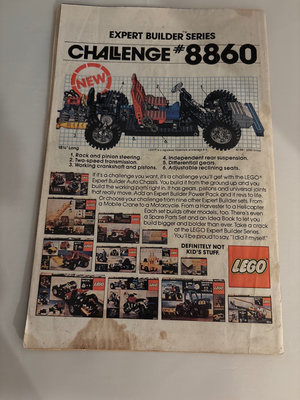 EXPERT BUILDER SERIES
CHALLENGE #8860
NEW
18¼" Long
1. Rack and pinion steering.
2. Two-speed transmission.
3. Working crankshaft and pistons.
4. Independent rear suspension.
5. Differential gears.
6. Adjustable reclining seats.
If it's a challenge you want, it's a challenge you'll get with the LEGO®
Expert Builder Auto Chassis. You build it from the ground up and you
build the working parts right in. It has gears, pistons and universal joints
that really move. Add an Expert Builder Power Pack and it revs to life.
Or choose your challenge from nine other Expert Builder sets. From
a Mobile Crane to a Motorcycle. From a Harvester to a Helicopter.
Each set builds other models, too. There's even
a Spare Parts Set and an Idea Book to let you
build bigger and bolder than ever. Take a crack
at the LEGO Expert Builder Series.
You'll be proud to say, "I did it myself."
DEFINITELY NOT
KID'S STUFF.
LEGO